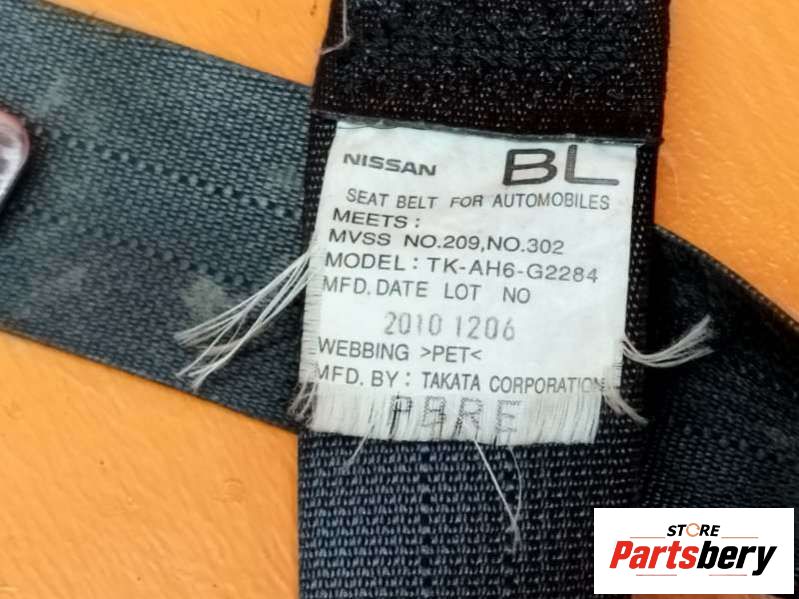 NISSAN BL
SEAT BELT FOR AUTOMOBILES
MEETS :
MVSS NO.209,NO.302
MODEL : TK-AH6-G2284
MFD.DATE LOT NO
2010 1206
WEBBING >PET<
MFD.BY : TAKATA CORPORATION
PBRE
STORE
Partsbery